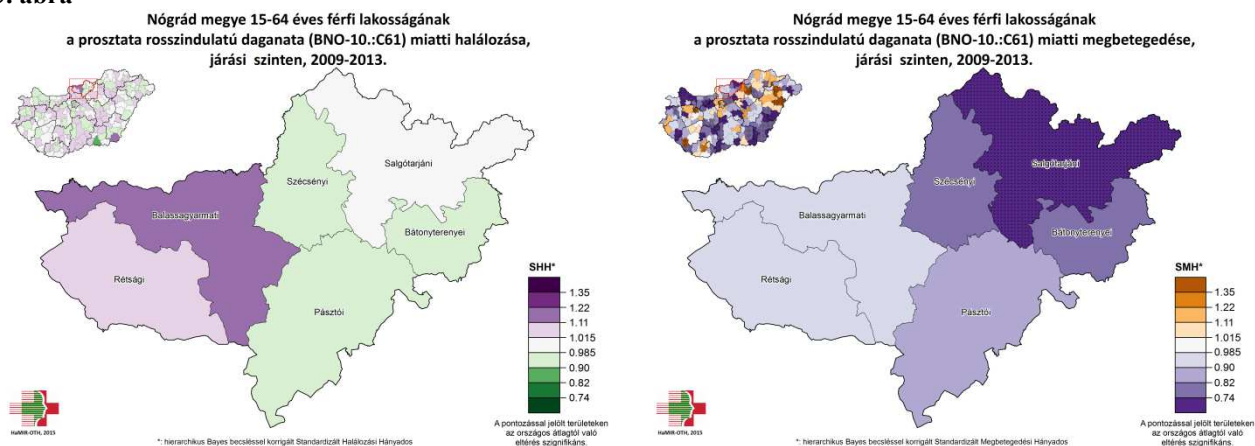 Nógrád megye 15-64 éves férfi lakosságának
a prosztata rosszindulatú daganata (BNO-10.:C61) miatti halálozása,
járási szinten, 2009-2013.
Salgótarjáni
Szécsényi
Balassagyarmati
Bátonyterenyei
Rétsági
Pásztói
SHH*
1.35
1.22
1.11
1.015
0.985
0.90
0.82
0.74
A pontozással jelölt területeken
az országos átlagtól való
eltérés szignifikáns.
HaMIR-OTH, 2015
*: hierarchikus Bayes becsléssel korrigált Standardizált Halálozási Hányados
Nógrád megye 15-64 éves férfi lakosságának
a prosztata rosszindulatú daganata (BNO-10.:C61) miatti megbetegedése,
járási szinten, 2009-2013.
Salgótarjáni
Szécsényi
Balassagyarmati
Bátonyterenyei
Rétsági
Pásztói
SMH*
1.35
1.22
1.11
1.015
0.985
0.90
0.82
0.74
A pontozással jelölt területeken
az országos átlagtól való
eltérés szignifikáns.
HaMIR-OTH, 2015
*: hierarchikus Bayes becsléssel korrigált Standardizált Megbetegedési Hányados